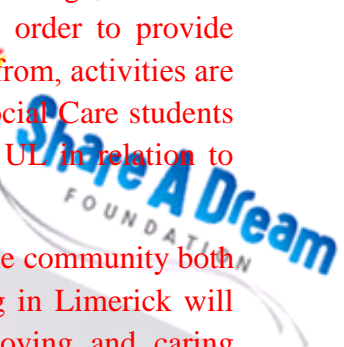 order to provide
from, activities are
ocial Care students
UL in relation to
Share A Dream
FOUNDATION
e community both
g in Limerick will
oving and caring